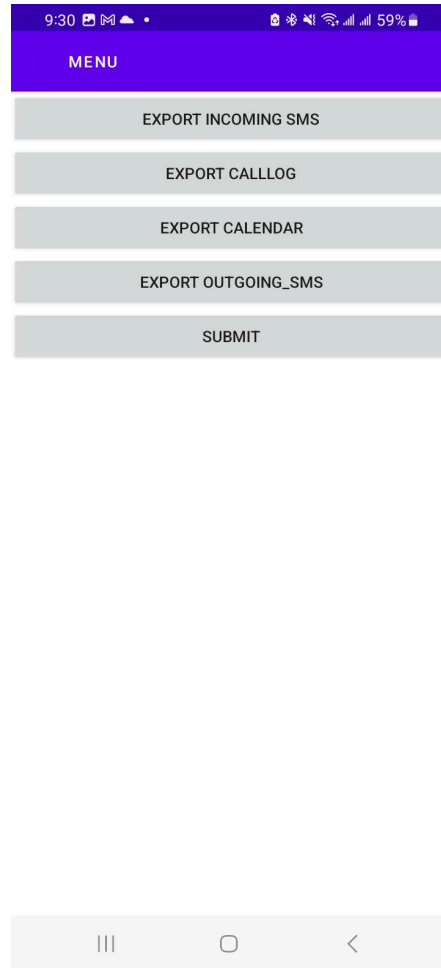 9:30 59%
MENU
EXPORT INCOMING SMS
EXPORT CALLLOG
EXPORT CALENDAR
EXPORT OUTGOING_SMS
SUBMIT